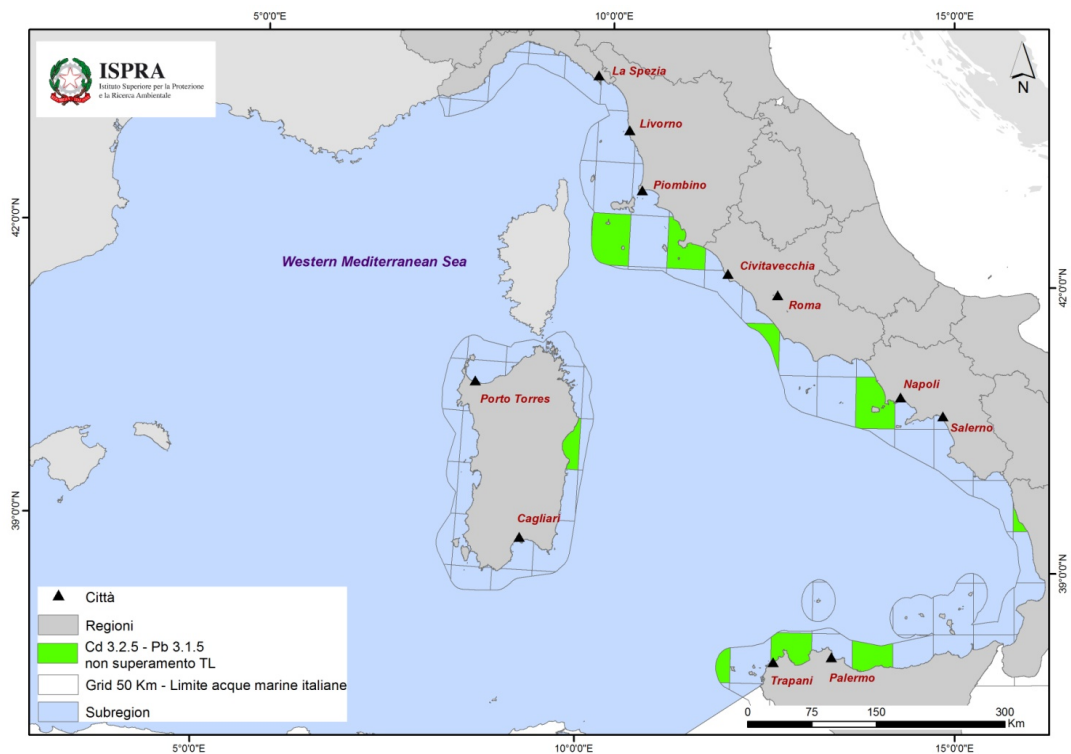 5°0'0"E 10°0'0"E 15°0'0"E
ISPRA
Istituto Superiore per la Protezione
e la Ricerca Ambientale
N
La Spezia
Livorno
Piombino
42°0'0"N
Western Mediterranean Sea
Civitavecchia
42°0'0"N
Roma
Porto Torres
Napoli
Salerno
39°0'0"N
Cagliari
39°0'0"N
Città
Regioni
Cd 3.2.5 - Pb 3.1.5
non superamento TL
Grid 50 Km - Limite acque marine italiane
Subregion
Trapani
Palermo
0 75 150 300
Km
5°0'0"E 10°0'0"E 15°0'0"E